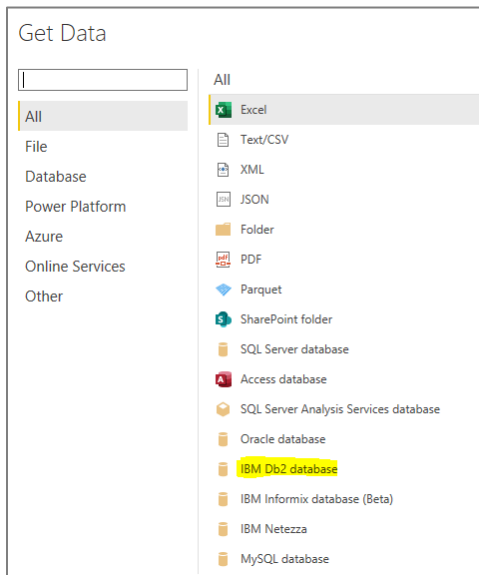 Get Data
All
File
Database
Power Platform
Azure
Online Services
Other
All
Excel
Text/CSV
XML
JSON
Folder
PDF
Parquet
SharePoint folder
SQL Server database
Access database
SQL Server Analysis Services database
Oracle database
IBM Db2 database
IBM Informix database (Beta)
IBM Netezza
MySQL database